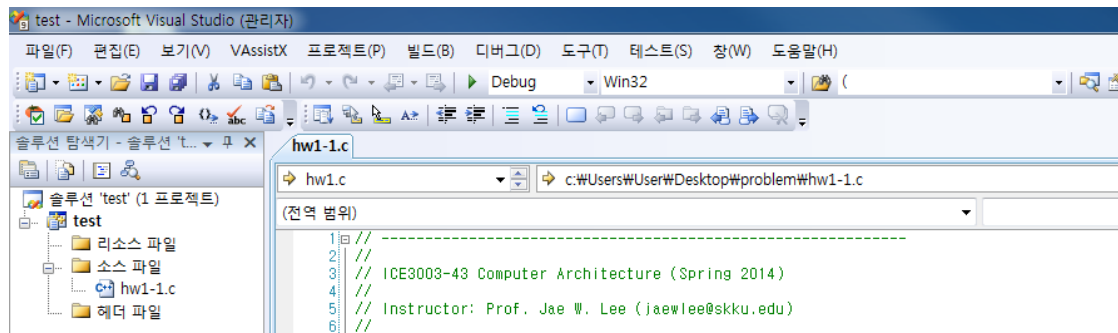 test - Microsoft Visual Studio (관리자)
파일(F) 편집(E) 보기(V) VAssistX 프로젝트(P) 빌드(B) 디버그(D) 도구(T) 테스트(S) 창(W) 도움말(H)
Debug Win32 (
솔루션 탐색기 - 솔루션 't...
hw1-1.c
hw1.c c:₩Users₩User₩Desktop₩problem₩hw1-1.c
솔루션 'test' (1 프로젝트)
(전역 범위)
test
리소스 파일
소스 파일
hw1-1.c
헤더 파일
1 // ------------------------------------------------------------
2 //
3 // ICE3003-43 Computer Architecture (Spring 2014)
4 //
5 // Instructor: Prof. Jae W. Lee (jaewlee@skku.edu)
6 //